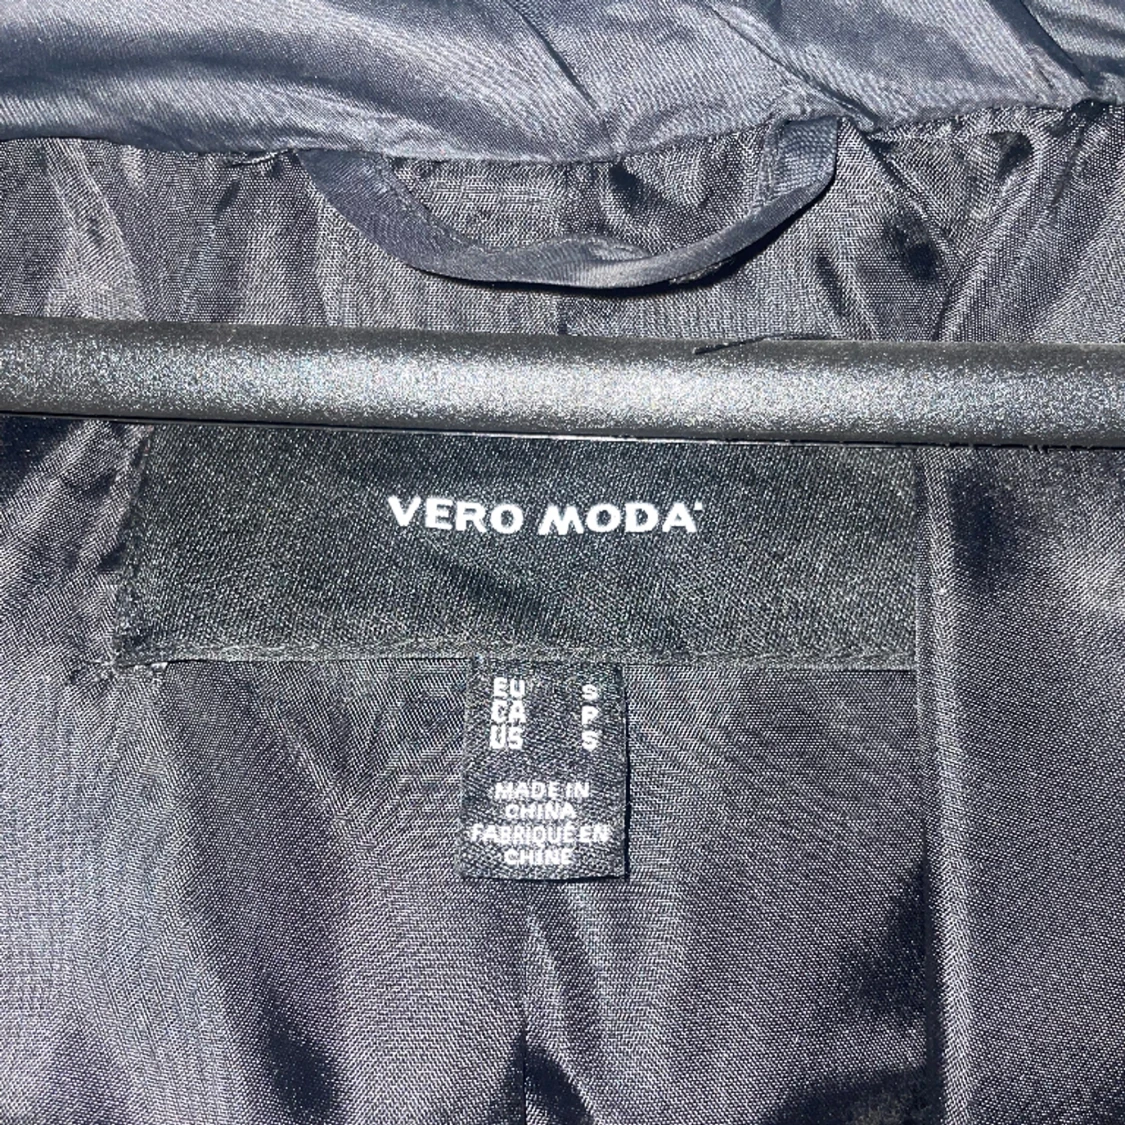 VERO MODA®
EU S
CA P
US S
MADE IN
CHINA
FABRIQUÉ EN
CHINE